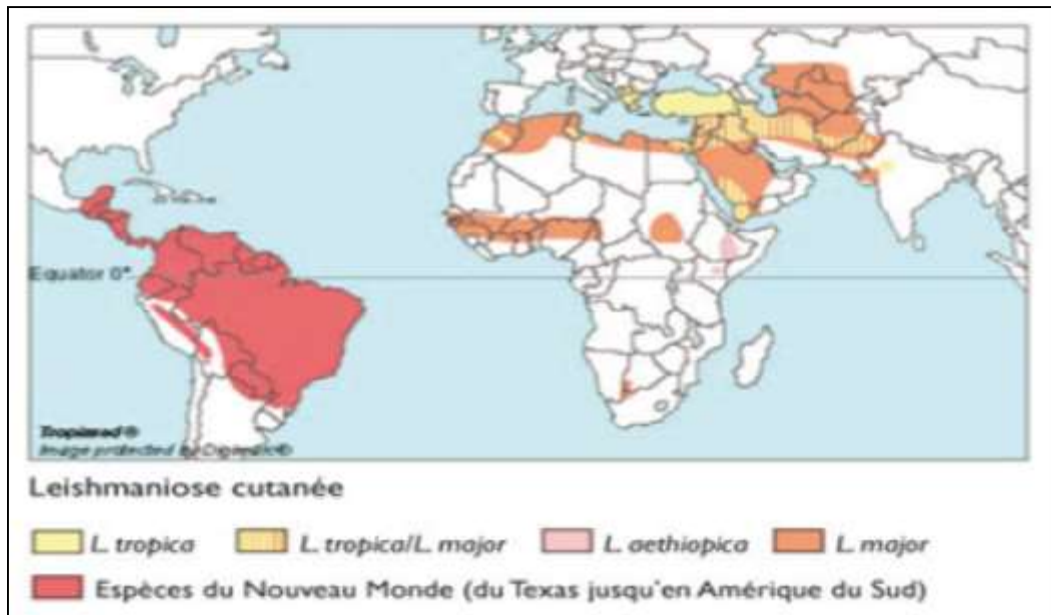 Equator 0°
Tropimed®
Image protected by Digimedic©
Leishmaniose cutanée
L. tropica L. tropica/L. major L. aethiopica L. major
Espèces du Nouveau Monde (du Texas jusqu'en Amérique du Sud)